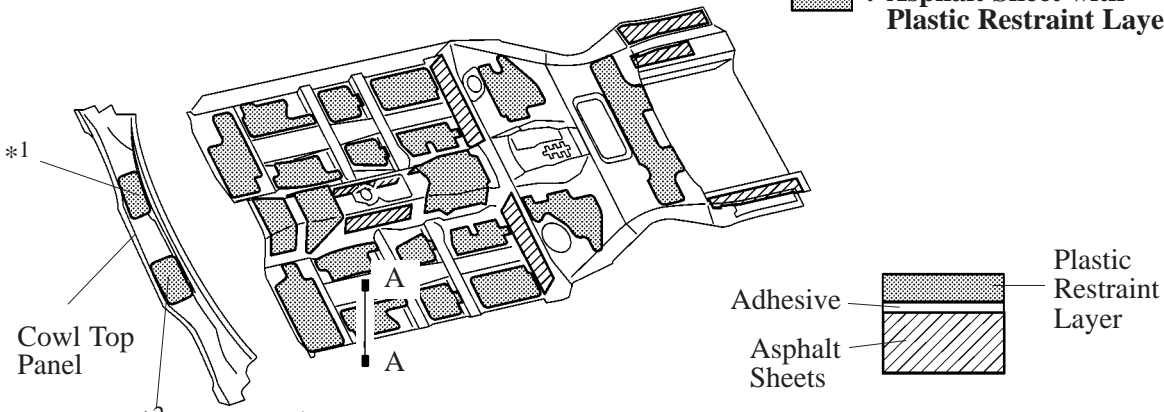 : Asphalt Sheet with
Plastic Restraint Laye
*1
A
A
Cowl Top
Panel
Adhesive
Asphalt
Sheets
Plastic
Restraint
Layer